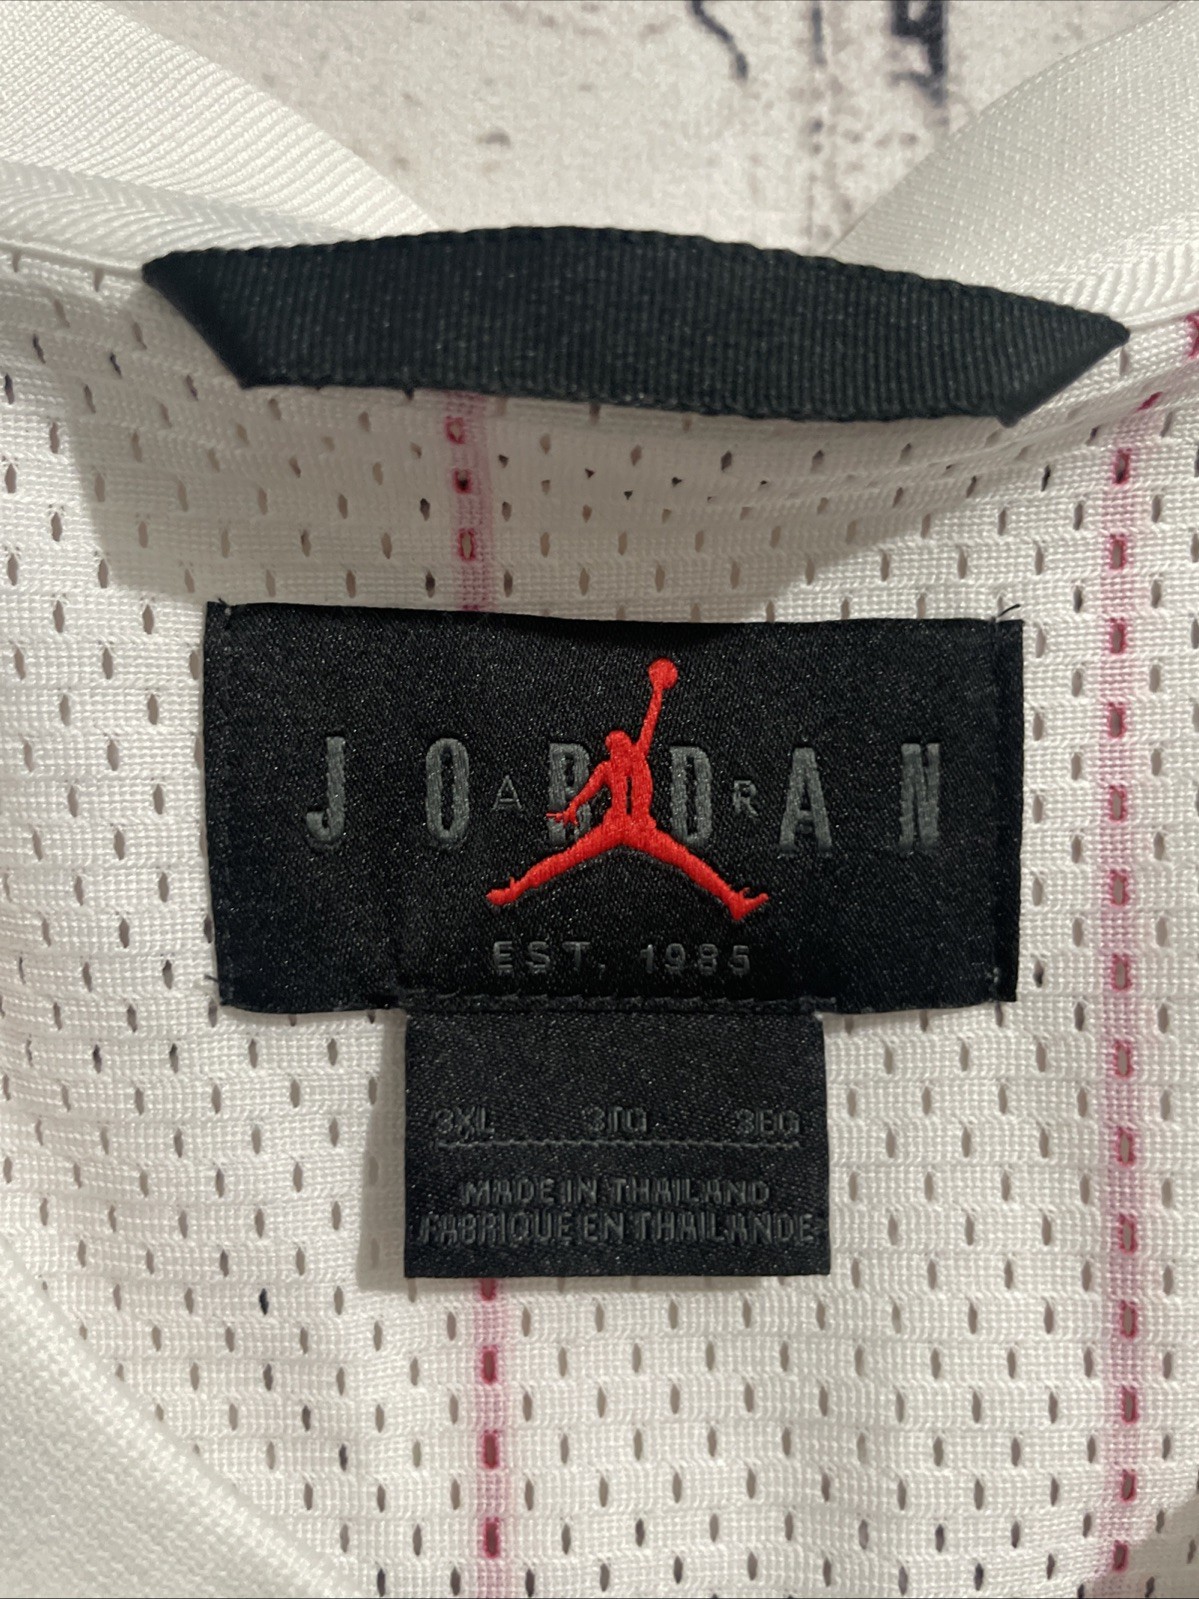 JORDAN
AIR
EST. 1985
3XL 3TG 3EG
MADE IN THAILAND
FABRIQUE EN THAILANDE